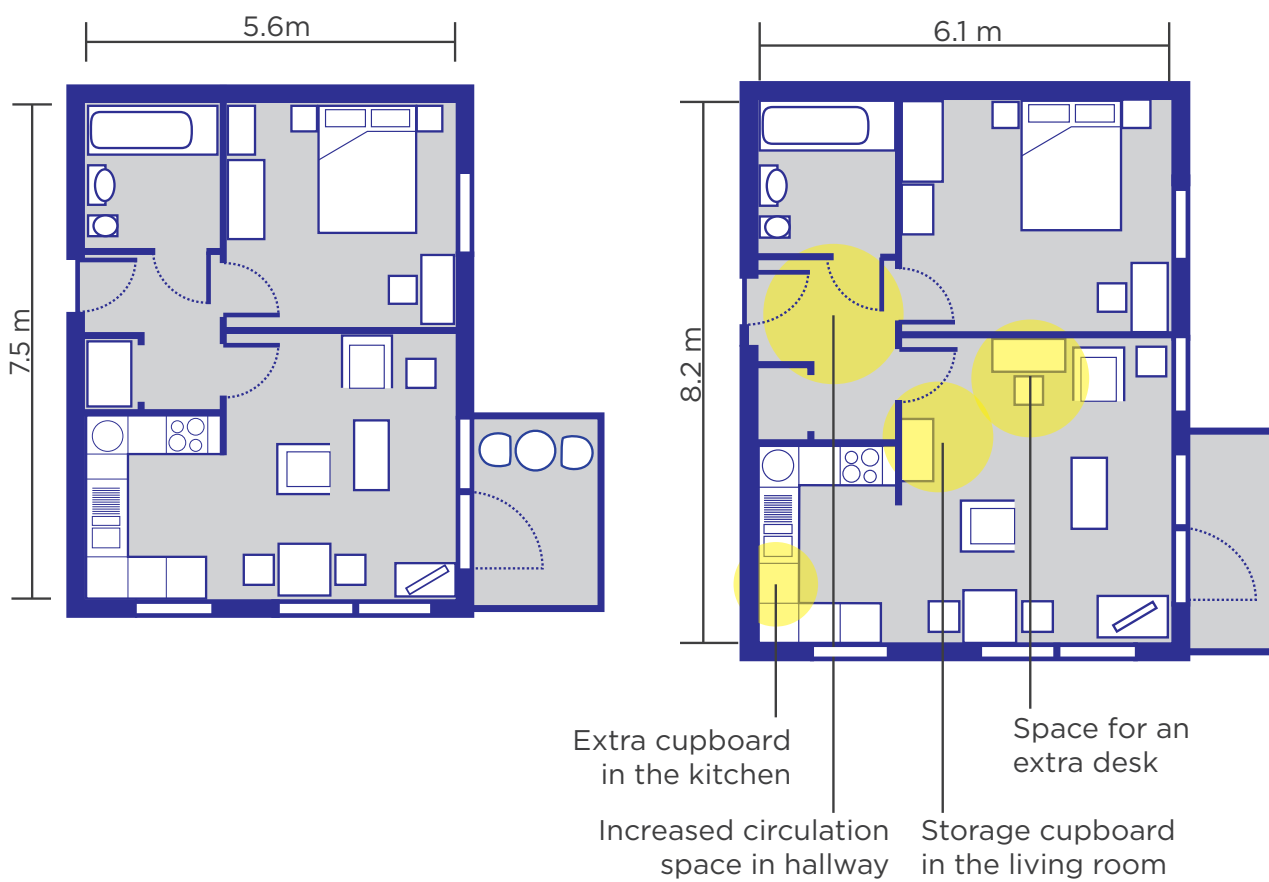 5.6m
6.1 m
7.5 m
8.2 m
Extra cupboard
in the kitchen
Space for an
extra desk
Increased circulation
space in hallway
Storage cupboard
in the living room